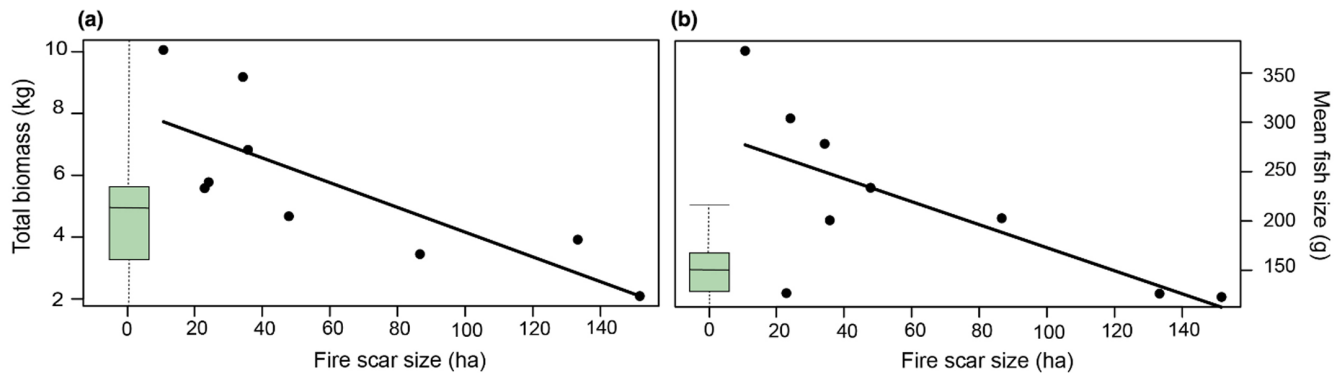 (a)
Total biomass (kg)
10
8
6
4
2
0 20 40 60 80 100 120 140
Fire scar size (ha)
(b)
Mean fish size (g)
350
300
250
200
150
0 20 40 60 80 100 120 140
Fire scar size (ha)